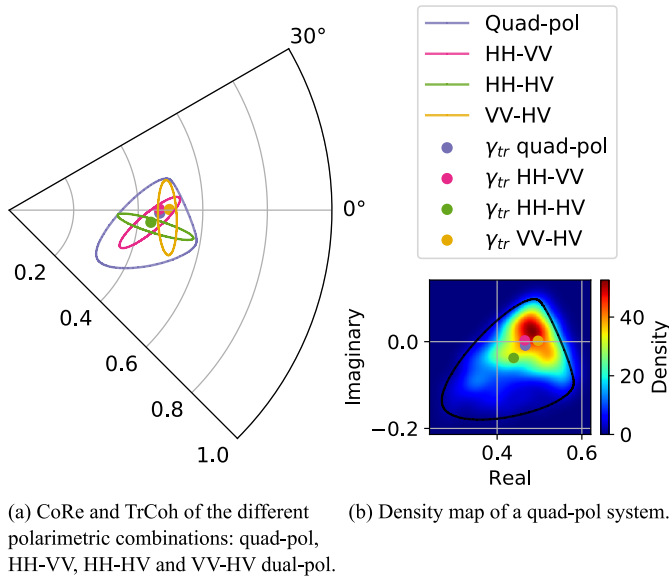 30°
0°
0.2
0.4
0.6
0.8
1.0
Quad-pol
HH-VV
HH-HV
VV-HV
γtr quad-pol
γtr HH-VV
γtr HH-HV
γtr VV-HV
Imaginary
0.0
−0.2
0.4
0.6
Real
40
20
0
Density
(a) CoRe and TrCoh of the different
polarimetric combinations: quad-pol,
HH-VV, HH-HV and VV-HV dual-pol.
(b) Density map of a quad-pol system.